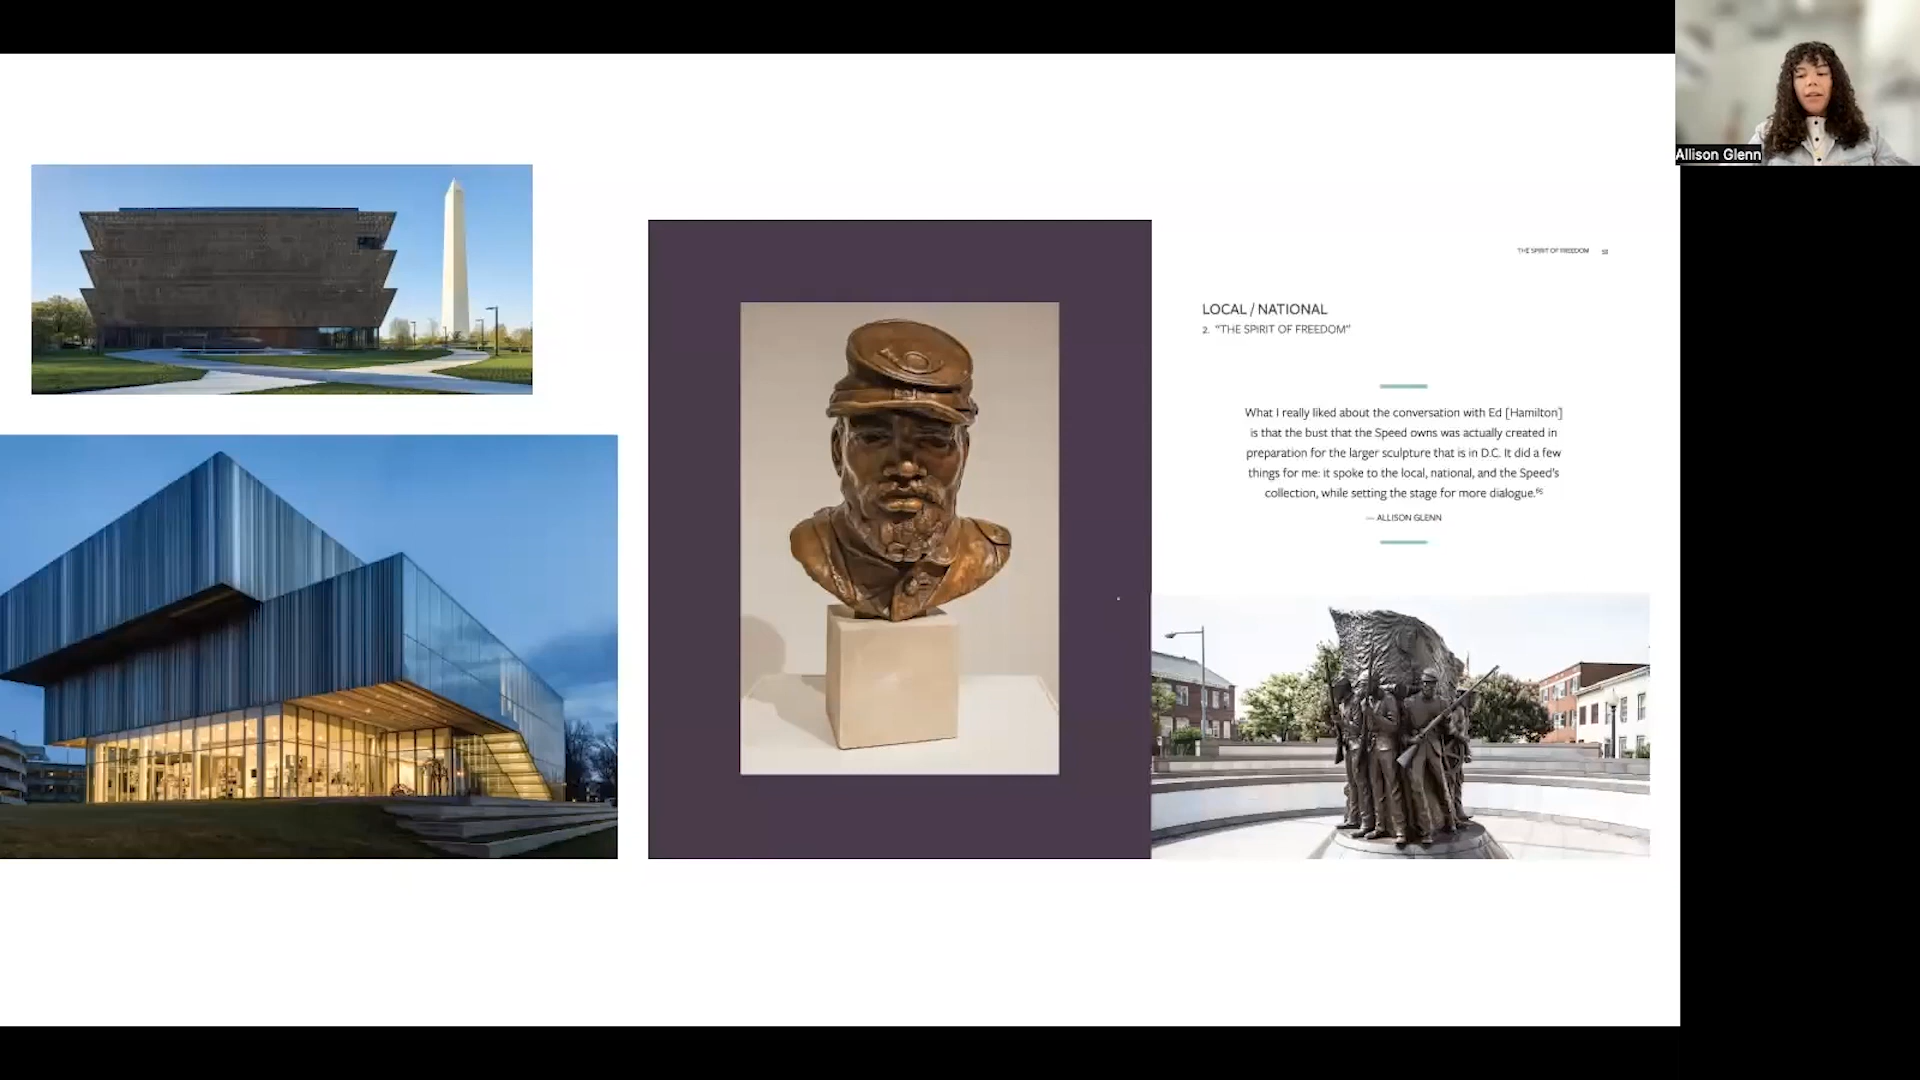 Allison Glenn
THE SPIRIT OF FREEDOM
LOCAL / NATIONAL
2. “THE SPIRIT OF FREEDOM”
What I really liked about the conversation with Ed [Hamilton]
is that the bust that the Speed owns was actually created in
preparation for the larger sculpture that is in D.C. It did a few
things for me: it spoke to the local, national, and the Speed's
collection, while setting the stage for more dialogue.⁶⁵
— ALLISON GLENN